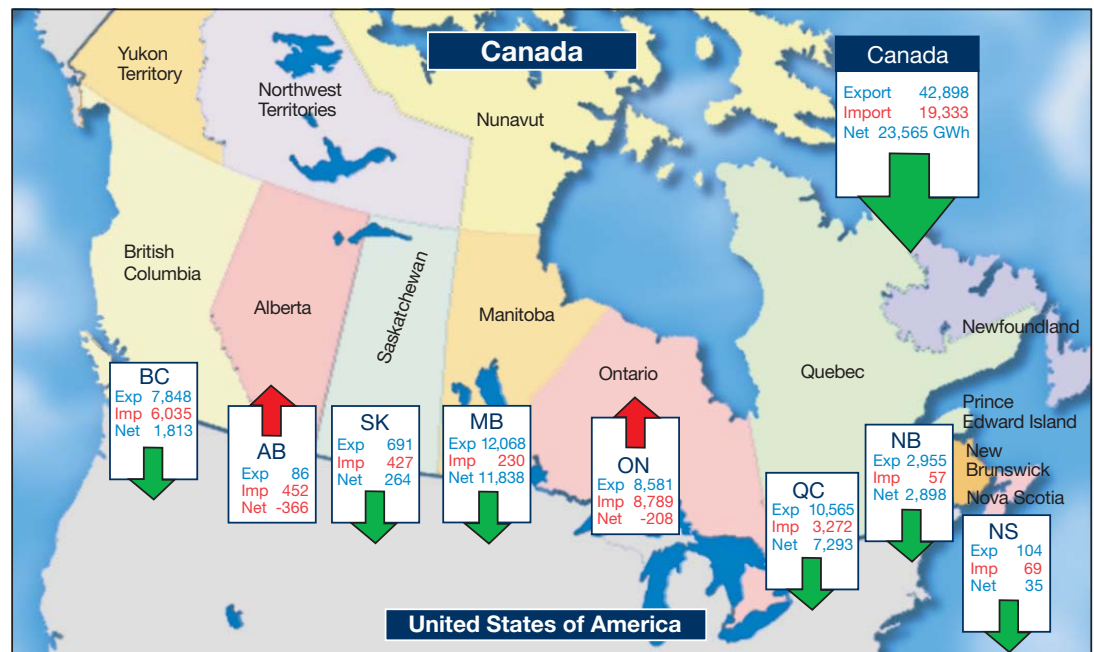 Canada
Canada
Export 42,898
Import 19,333
Net 23,565 GWh
Yukon
Territory
Northwest
Territories
Nunavut
British
Columbia
Alberta
Saskatchewan
Manitoba
Ontario
Quebec
Newfoundland
Prince
Edward Island
New
Brunswick
Nova Scotia
BC
Exp 7,848
Imp 6,035
Net 1,813
AB
Exp 86
Imp 452
Net -366
SK
Exp 691
Imp 427
Net 264
MB
Exp 12,068
Imp 230
Net 11,838
ON
Exp 8,581
Imp 8,789
Net -208
QC
Exp 10,565
Imp 3,272
Net 7,293
NB
Exp 2,955
Imp 57
Net 2,898
NS
Exp 104
Imp 69
Net 35
United States of America